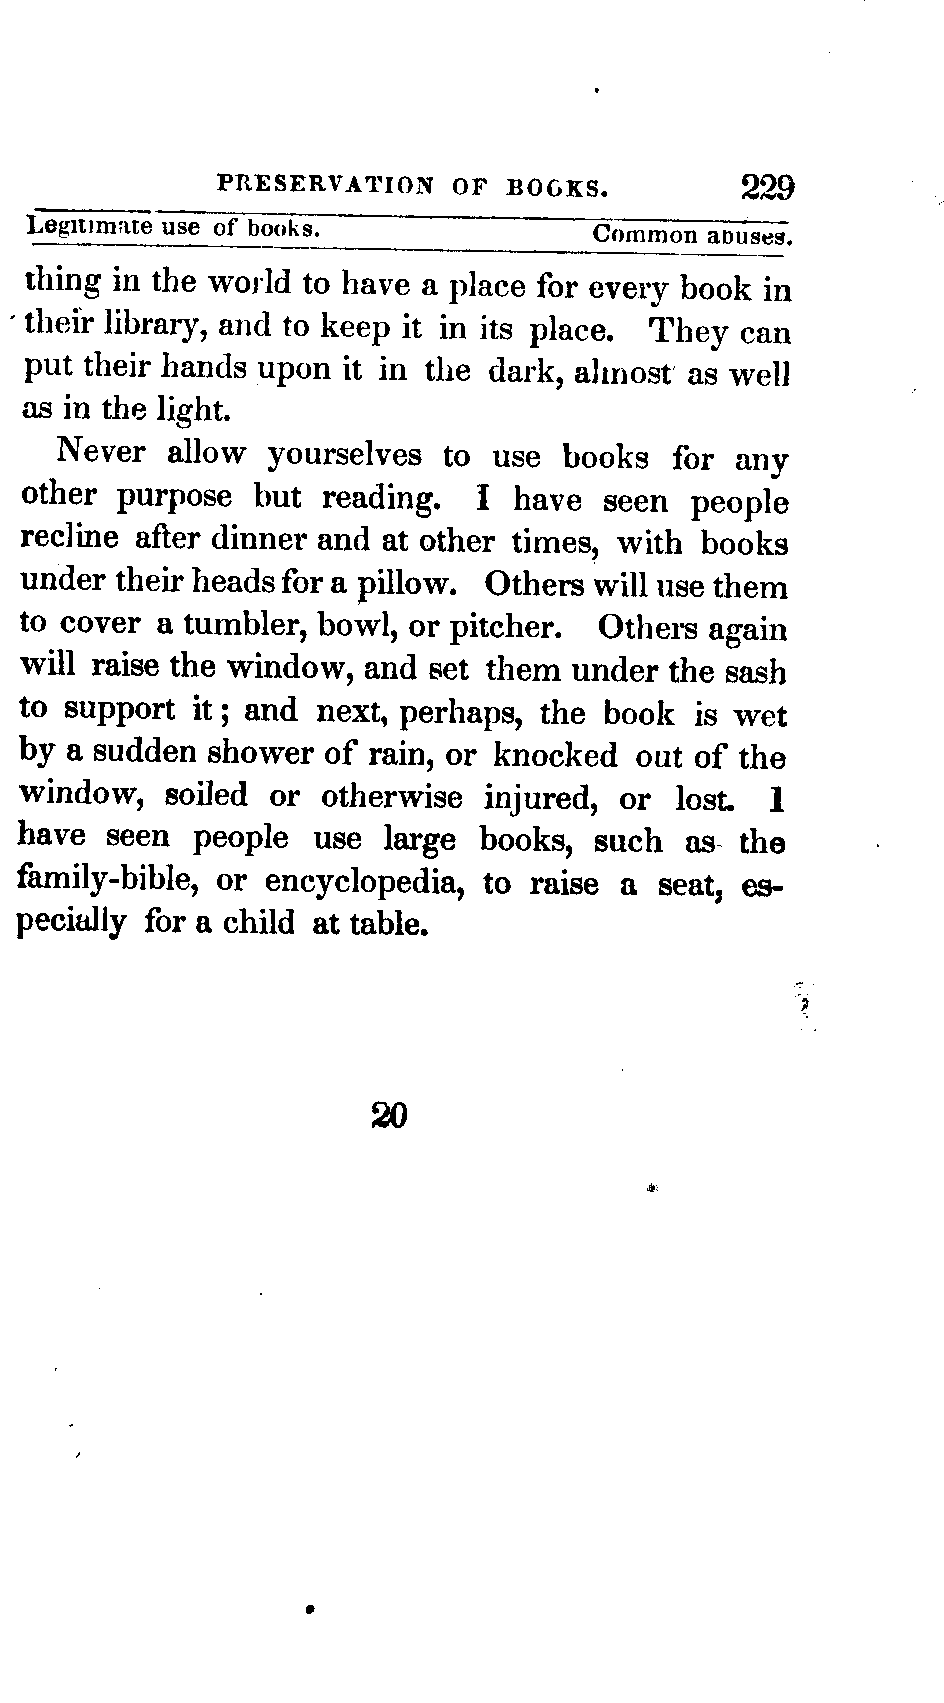 PRESERVATION OF BOOKS. 229
Legitimate use of books. Common abuses.
thing in the world to have a place for every book in
their library, and to keep it in its place. They can
put their hands upon it in the dark, almost as well
as in the light.
Never allow yourselves to use books for any
other purpose but reading. I have seen people
recline after dinner and at other times, with books
under their heads for a pillow. Others will use them
to cover a tumbler, bowl, or pitcher. Others again
will raise the window, and set them under the sash
to support it; and next, perhaps, the book is wet
by a sudden shower of rain, or knocked out of the
window, soiled or otherwise injured, or lost. I
have seen people use large books, such as the
family-bible, or encyclopedia, to raise a seat, es-
pecially for a child at table.
20